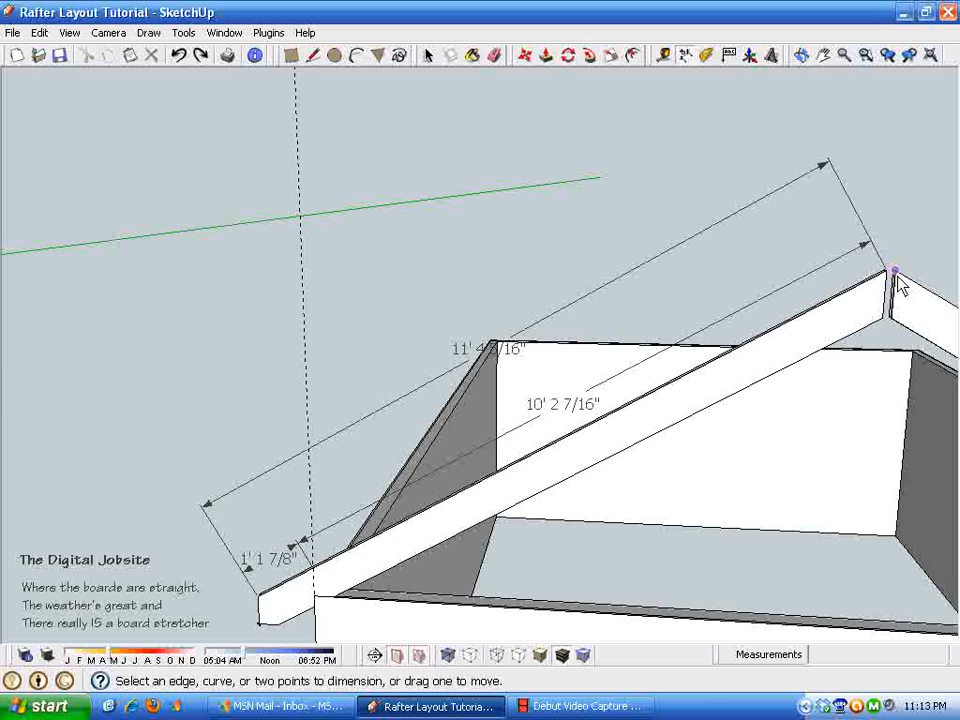 Rafter Layout Tutorial - SketchUp
File Edit View Camera Draw Tools Window Plugins Help
11' 4 5/16"
10' 2 7/16"
1' 1 7/8"
The Digital Jobsite
Where the boards are straight,
The weather's great and
There really IS a board stretcher
J F M A M J J A S O N D 05:04 AM Noon 06:52 PM Measurements
Select an edge, curve, or two points to dimension, or drag one to move.
start MSN Mail - Inbox - MS... Rafter Layout Tutoria... Debut Video Capture ... 11:13 PM